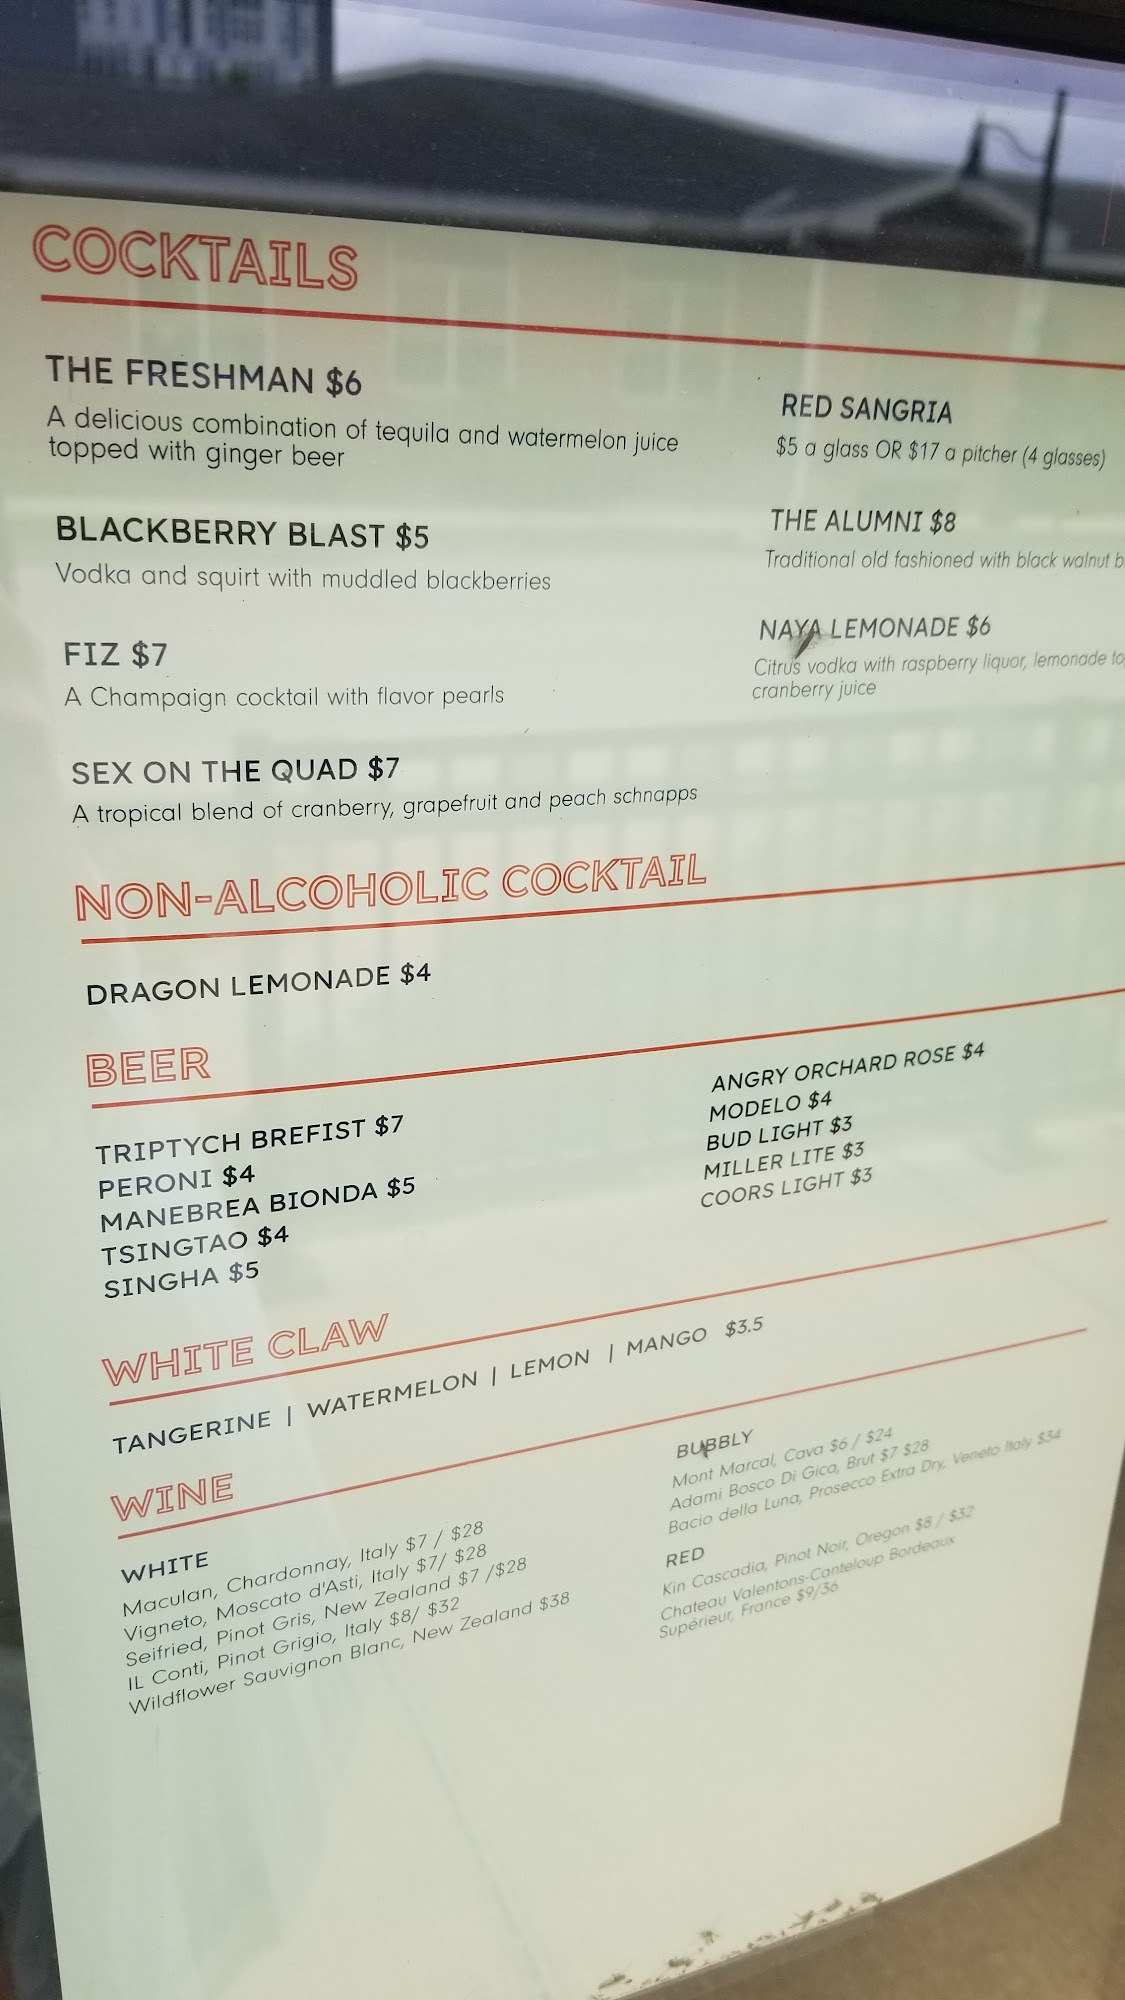 COCKTAILS
THE FRESHMAN $6
A delicious combination of tequila and watermelon juice
topped with ginger beer
BLACKBERRY BLAST $5
Vodka and squirt with muddled blackberries
FIZ $7
A Champaign cocktail with flavor pearls
SEX ON THE QUAD $7
A tropical blend of cranberry, grapefruit and peach schnapps
RED SANGRIA
$5 a glass OR $17 a pitcher (4 glasses)
THE ALUMNI $8
Traditional old fashioned with black walnut
NAYA LEMONADE $6
Citrus vodka with raspberry liquor, lemonade
cranberry juice
NON-ALCOHOLIC COCKTAIL
DRAGON LEMONADE $4
BEER
TRIPTYCH BREFIST $7
PERONI $4
MANEBREA BIONDA $5
TSINGTAO $4
SINGHA $5
ANGRY ORCHARD ROSE $4
MODELO $4
BUD LIGHT $3
MILLER LITE $3
COORS LIGHT $3
WHITE CLAW
TANGERINE | WATERMELON | LEMON | MANGO $3.5
WINE
WHITE
Maculan, Chardonnay, Italy $7 / $28
Vigneto, Moscato d'Asti, Italy $7/ $28
Seifried, Pinot Gris, New Zealand $7 /$28
IL Conti, Pinot Grigio, Italy $8/ $32
Wildflower Sauvignon Blanc, New Zealand $38
BUBBLY
Mont Marcal, Cava $6 / $24
Adami Bosco Di Gica, Brut $7 $28
Bacio della Luna, Prosecco Extra Dry, Veneto Italy $34
RED
Kin Cascadia, Pinot Noir, Oregon $8 / $32
Chateau Valentons-Canteloup Bordeaux
Supérieur, France $9/36